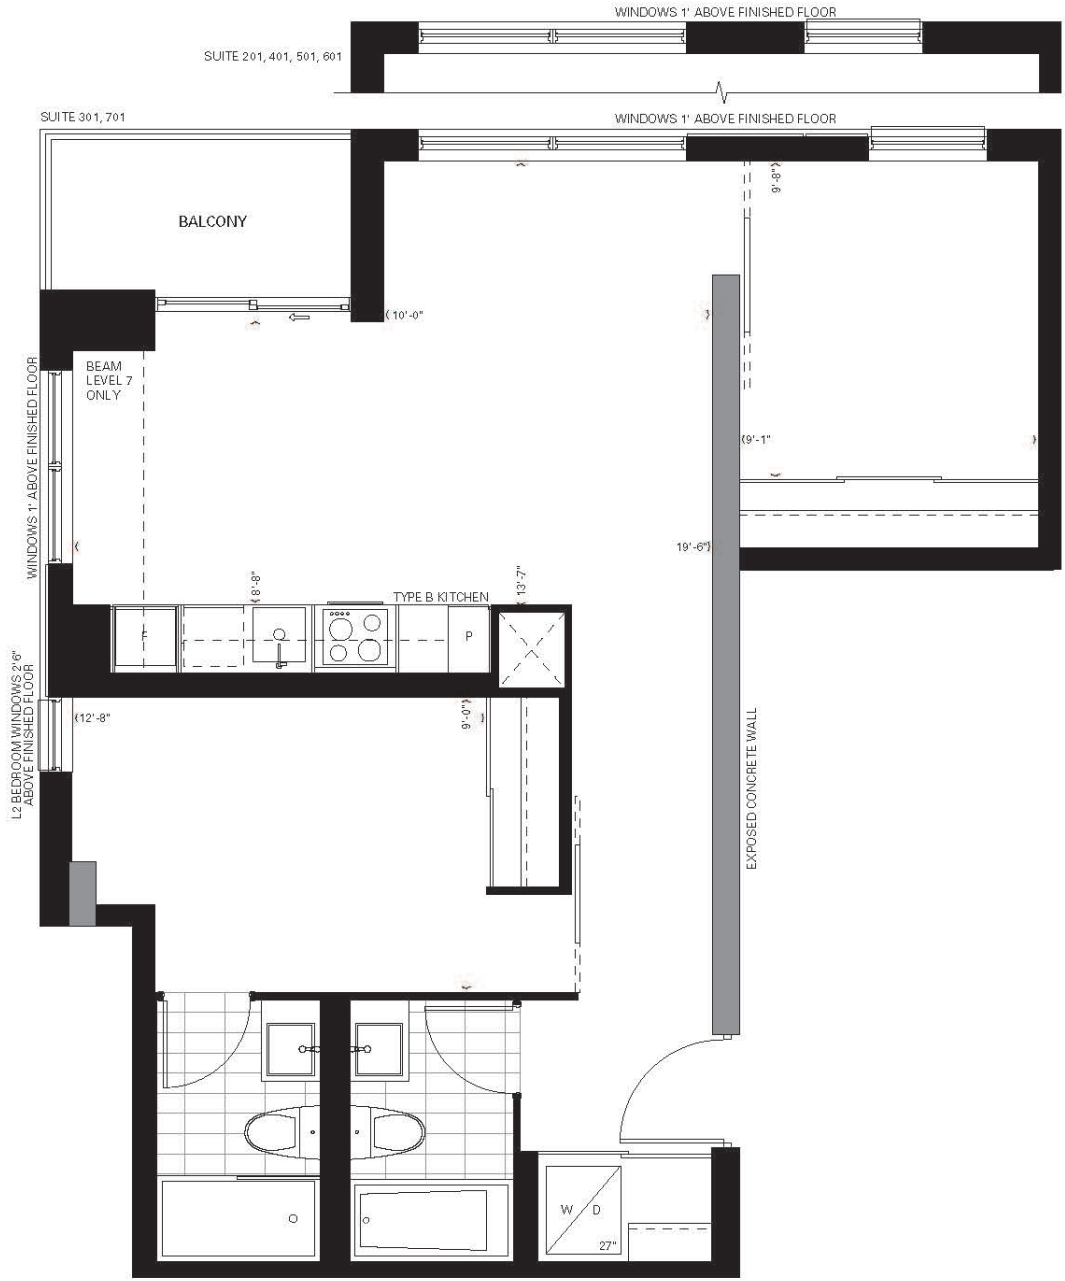 WINDOWS 1' ABOVE FINISHED FLOOR
SUITE 201, 401, 501, 601
SUITE 301, 701
WINDOWS 1' ABOVE FINISHED FLOOR
9'-8"
BALCONY
10'-0"
BEAM
LEVEL 7
ONLY
WINDOWS 1' ABOVE FINISHED FLOOR
9'-1"
19'-6"
8'-8"
13'-7"
TYPE B KITCHEN
F
P
L2 BEDROOM WINDOWS 2'6"
ABOVE FINISHED FLOOR
12'-8"
9'-0"
EXPOSED CONCRETE WALL
W D
27"